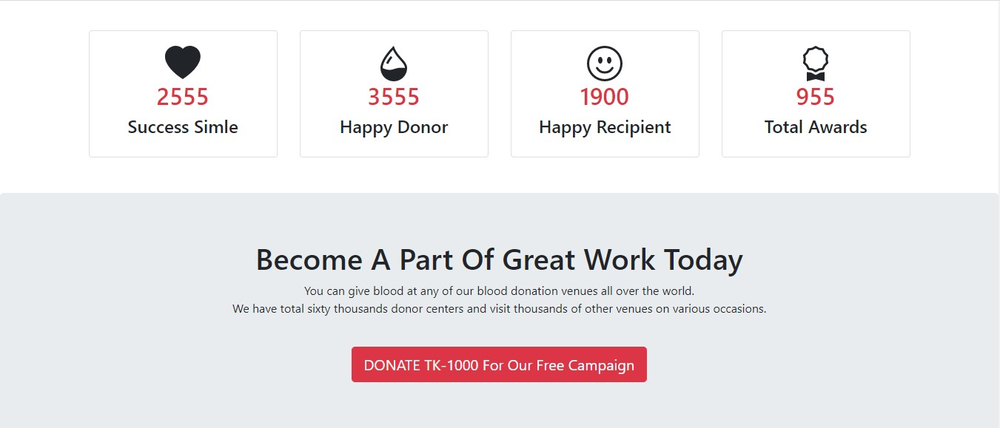 2555
Success Simle
3555
Happy Donor
1900
Happy Recipient
955
Total Awards
Become A Part Of Great Work Today
You can give blood at any of our blood donation venues all over the world.
We have total sixty thousands donor centers and visit thousands of other venues on various occasions.
DONATE TK-1000 For Our Free Campaign